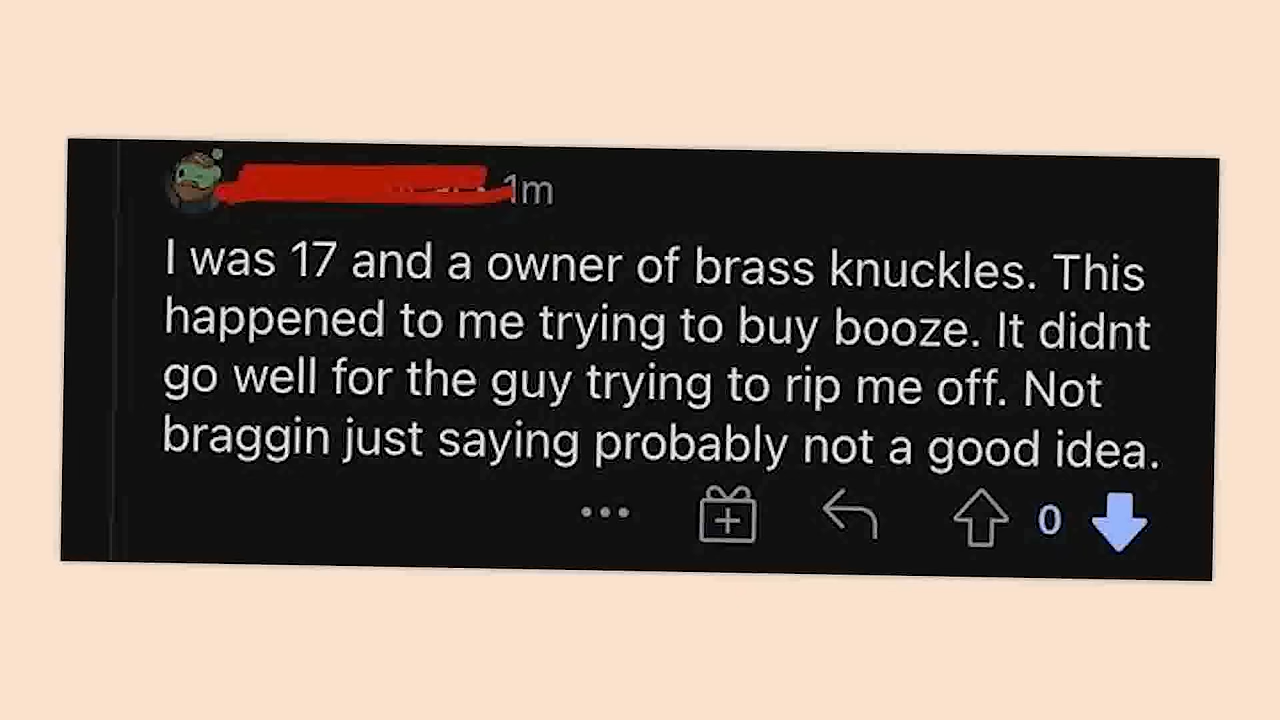 1m
I was 17 and a owner of brass knuckles. This
happened to me trying to buy booze. It didnt
go well for the guy trying to rip me off. Not
braggin just saying probably not a good idea.
0